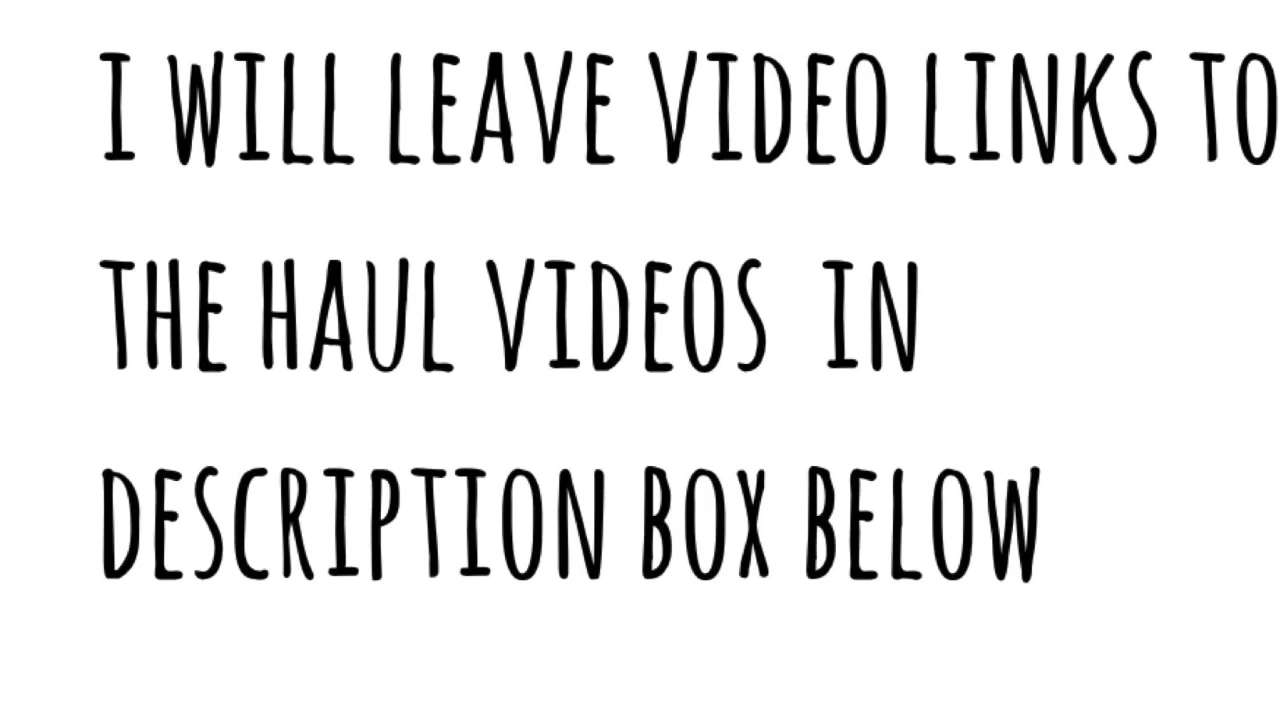 I WILL LEAVE VIDEO LINKS TO
THE HAUL VIDEOS IN
DESCRIPTION BOX BELOW